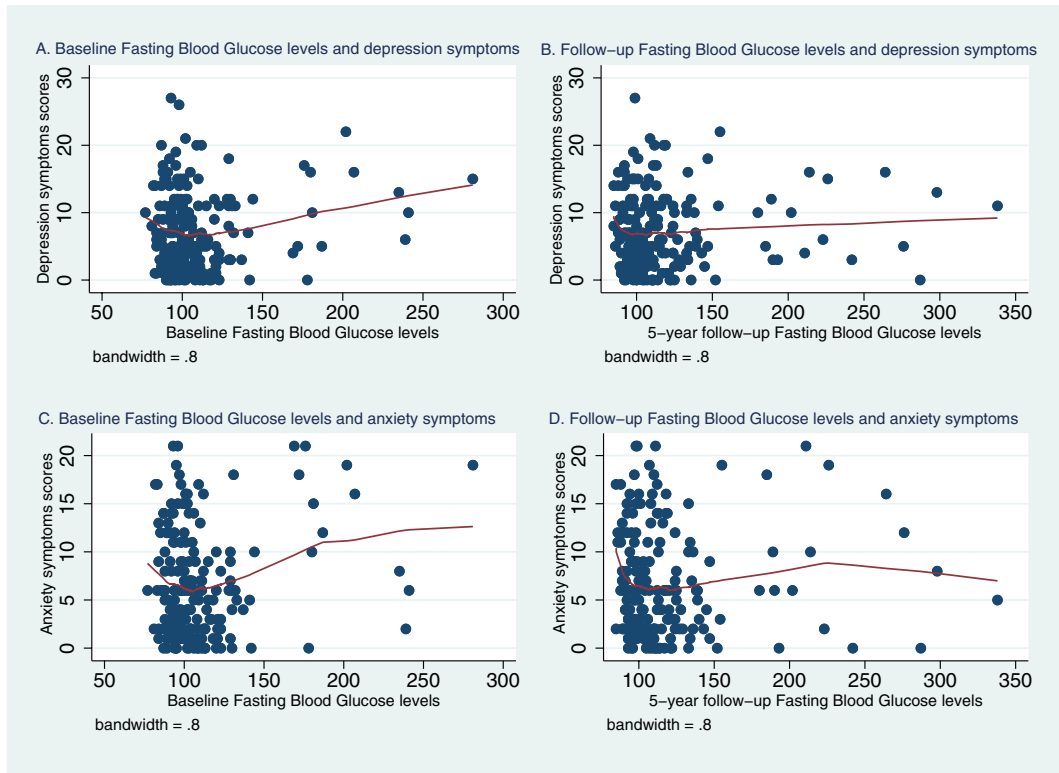 A. Baseline Fasting Blood Glucose levels and depression symptoms
Depression symptoms scores
30
20
10
0
50 100 150 200 250 300
Baseline Fasting Blood Glucose levels
bandwidth = .8
B. Follow−up Fasting Blood Glucose levels and depression symptoms
Depression symptoms scores
30
20
10
0
100 150 200 250 300 350
5−year follow−up Fasting Blood Glucose levels
bandwidth = .8
C. Baseline Fasting Blood Glucose levels and anxiety symptoms
Anxiety symptoms scores
20
15
10
5
0
50 100 150 200 250 300
Baseline Fasting Blood Glucose levels
bandwidth = .8
D. Follow−up Fasting Blood Glucose levels and anxiety symptoms
Anxiety symptoms scores
20
15
10
5
0
100 150 200 250 300 350
5−year follow−up Fasting Blood Glucose levels
bandwidth = .8